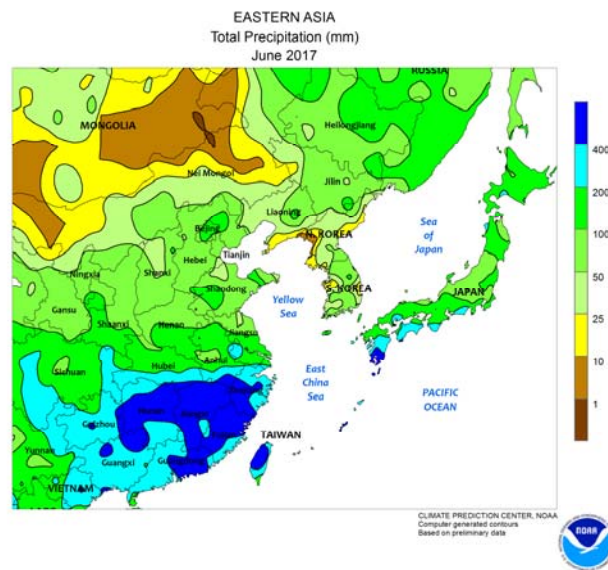 EASTERN ASIA
Total Precipitation (mm)
June 2017
RUSSIA
MONGOLIA
Heilongjiang
Nei Mongol
Jilin
Liaoning
Beijing
N. KOREA
Sea
of
Japan
Tianjin
Hebei
Ningxia
Shanxi
S. KOREA
JAPAN
Shandong
Yellow
Sea
Gansu
Shaanxi
Henan
Jiangsu
Anhui
Hubei
Sichuan
East
China
Sea
PACIFIC
OCEAN
Guizhou
TAIWAN
Yunnan
Guangxi
VIETNAM
400
200
100
50
25
10
1
CLIMATE PREDICTION CENTER, NOAA
Computer generated contours
Based on preliminary data
NOAA